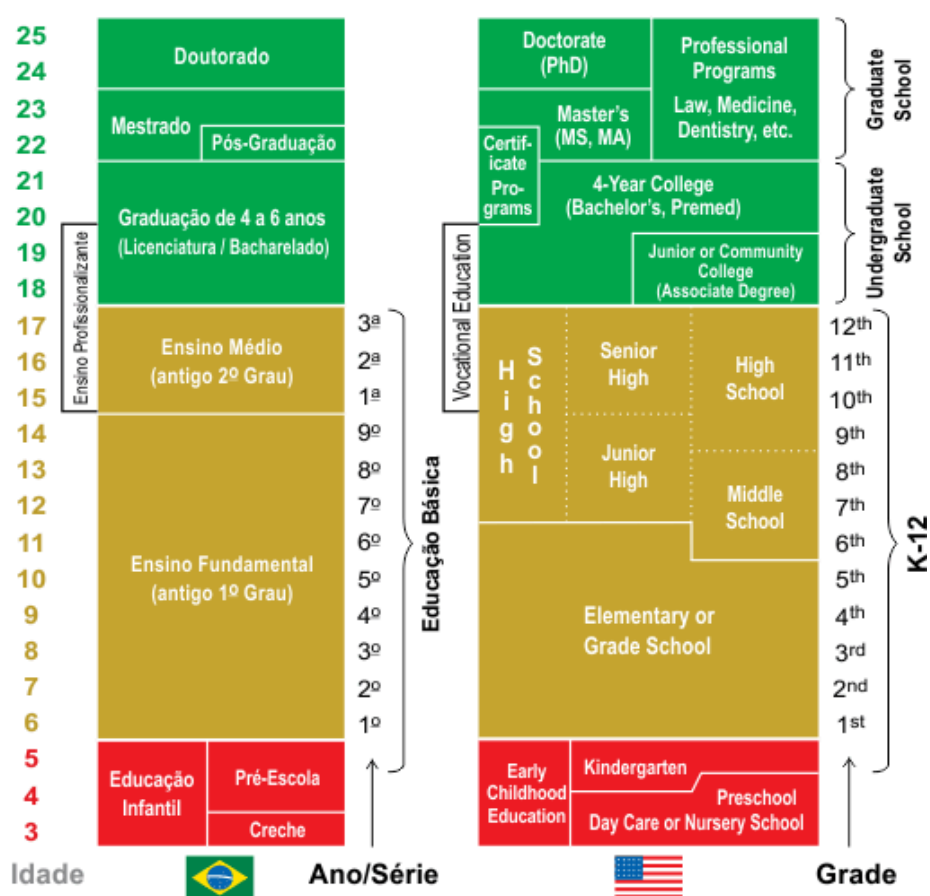 25
24
23
22
21
20
19
18
17
16
15
14
13
12
11
10
9
8
7
6
5
4
3
Idade
Doutorado
Mestrado
Pós-Graduação
Graduação de 4 a 6 anos
(Licenciatura / Bacharelado)
Ensino Profissionalizante
Ensino Médio
(antigo 2º Grau)
Ensino Fundamental
(antigo 1º Grau)
Educação
Infantil
Pré-Escola
Creche
3ª
2ª
1ª
9º
8º
7º
6º
5º
4º
3º
2º
1º
Ano/Série
Educação Básica
Doctorate
(PhD)
Professional
Programs
Law, Medicine,
Dentistry, etc.
Master's
(MS, MA)
Certif-
icate
Pro-
grams
4-Year College
(Bachelor's, Premed)
Junior or Community
College
(Associate Degree)
Vocational Education
High
School
Senior
High
High
School
Junior
High
Middle
School
Elementary or
Grade School
Early
Childhood
Education
Kindergarten
Preschool
Day Care or Nursery School
Graduate
School
Undergraduate
School
12th
11th
10th
9th
8th
7th
6th
5th
4th
3rd
2nd
1st
Grade
K-12